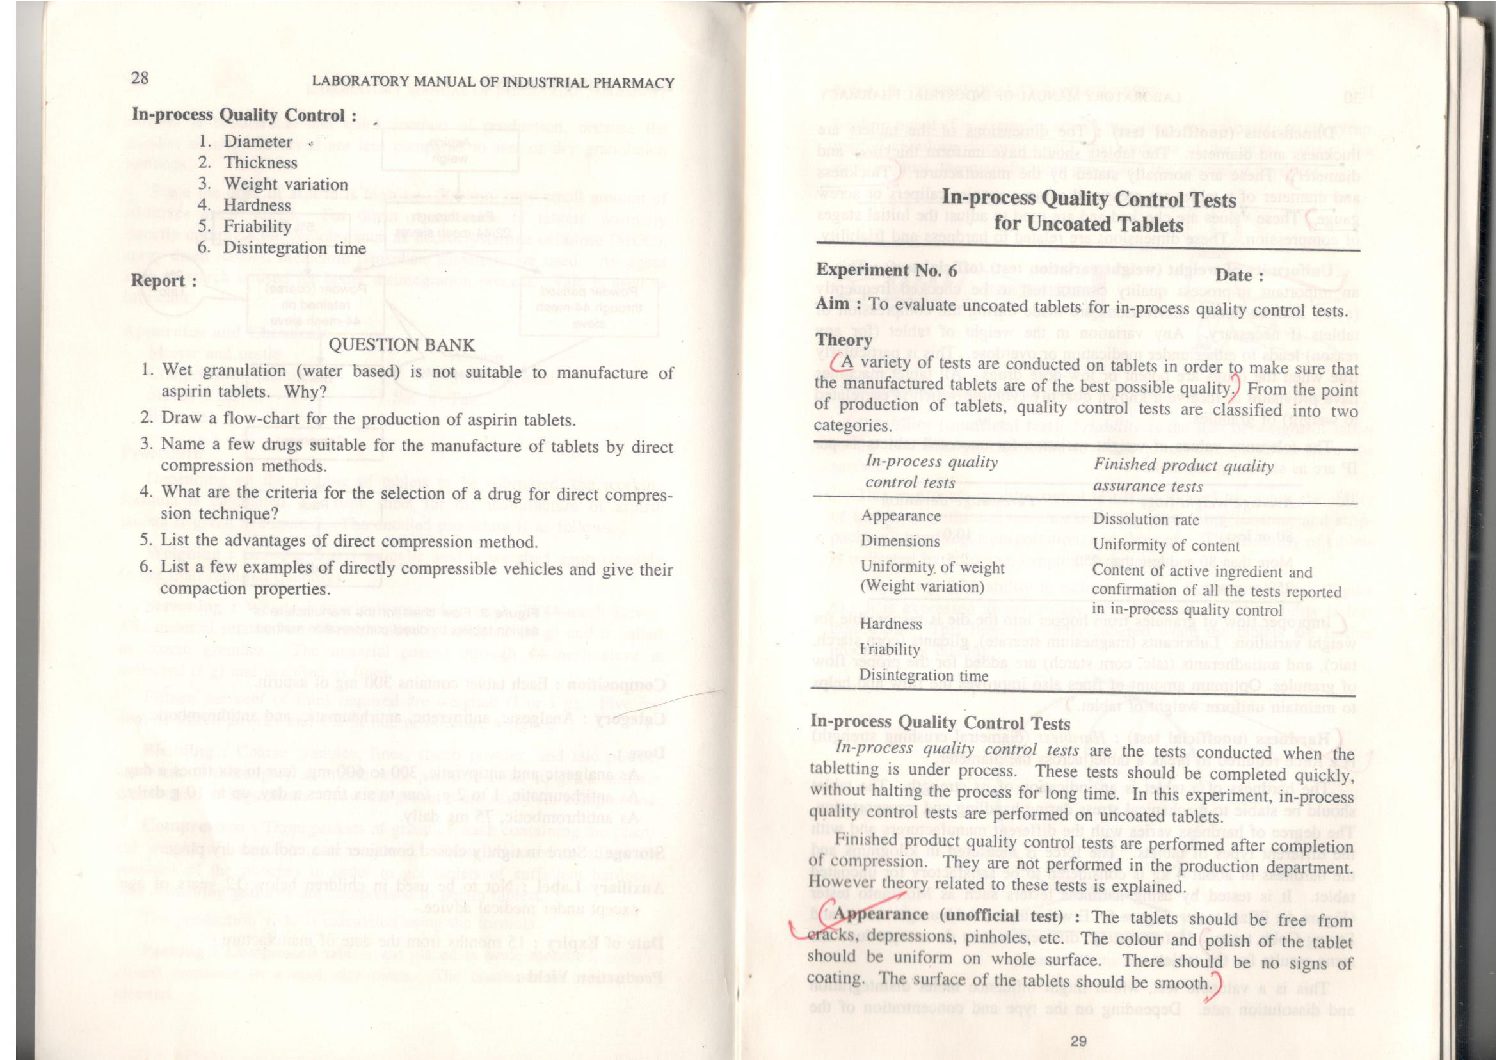 28
LABORATORY MANUAL OF INDUSTRIAL PHARMACY
In-process Quality Control :
1. Diameter
2. Thickness
3. Weight variation
4. Hardness
5. Friability
6. Disintegration time
Report :
QUESTION BANK
1. Wet granulation (water based) is not suitable to manufacture of
aspirin tablets. Why?
2. Draw a flow-chart for the production of aspirin tablets.
3. Name a few drugs suitable for the manufacture of tablets by direct
compression methods.
4. What are the criteria for the selection of a drug for direct compres-
sion technique?
5. List the advantages of direct compression method.
6. List a few examples of directly compressible vehicles and give their
compaction properties.
In-process Quality Control Tests
for Uncoated Tablets
Experiment No. 6 Date :
Aim : To evaluate uncoated tablets for in-process quality control tests.
Theory
A variety of tests are conducted on tablets in order to make sure that
the manufactured tablets are of the best possible quality. From the point
of production of tablets, quality control tests are classified into two
categories.
In-process quality
control tests
Finished product quality
assurance tests
Appearance
Dimensions
Uniformity of weight
(Weight variation)
Hardness
Friability
Disintegration time
Dissolution rate
Uniformity of content
Content of active ingredient and
confirmation of all the tests reported
in in-process quality control
In-process Quality Control Tests
In-process quality control tests are the tests conducted when the
tabletting is under process. These tests should be completed quickly,
without halting the process for long time. In this experiment, in-process
quality control tests are performed on uncoated tablets.
Finished product quality control tests are performed after completion
of compression. They are not performed in the production department.
However theory related to these tests is explained.
Appearance (unofficial test) : The tablets should be free from
cracks, depressions, pinholes, etc. The colour and polish of the tablet
should be uniform on whole surface. There should be no signs of
coating. The surface of the tablets should be smooth.
29